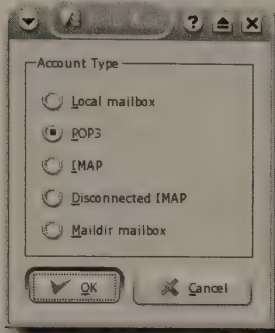 Account Type
Local mailbox
POP3
IMAP
Disconnected IMAP
Maildir mailbox
OK
Cancel